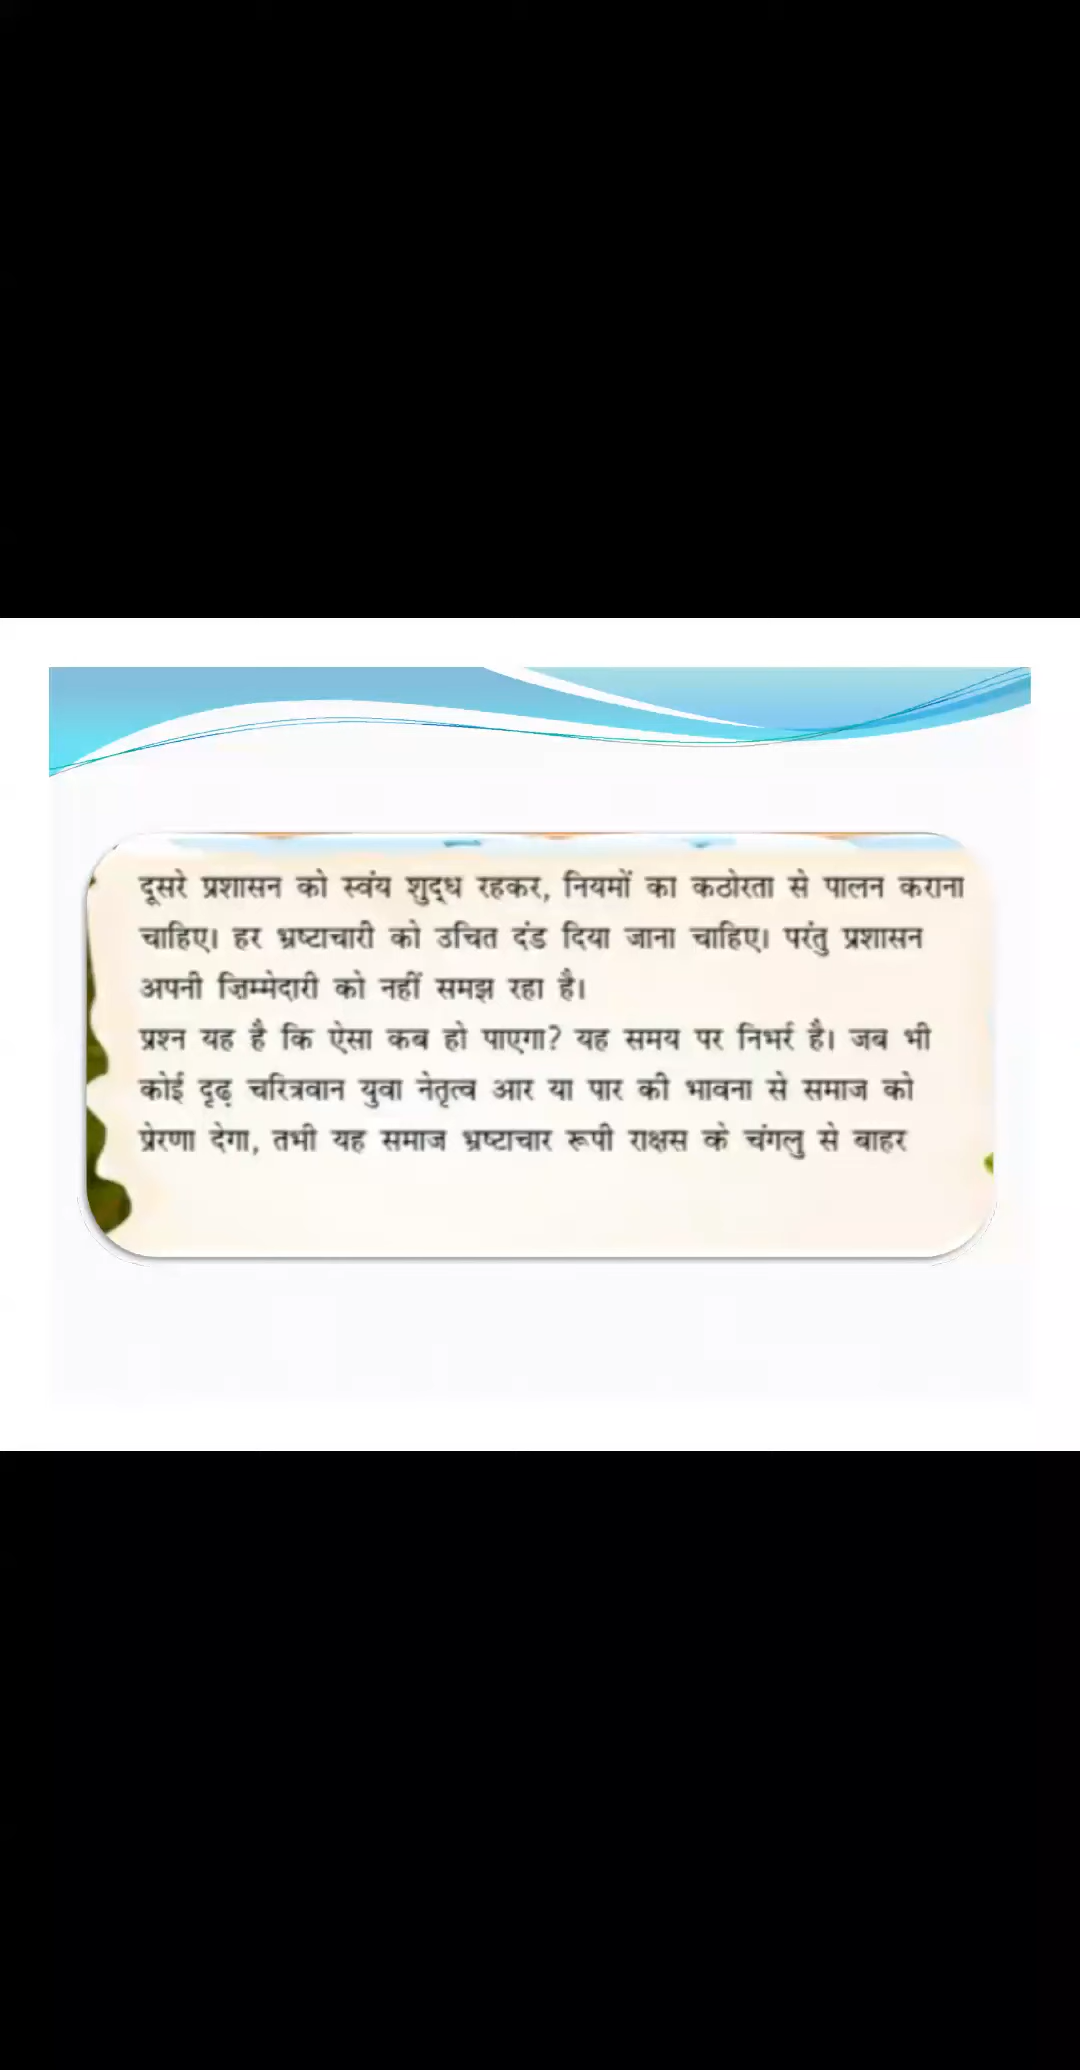 दूसरे प्रशासन को स्वंय शुद्ध रहकर, नियमों का कठोरता से पालन कराना
चाहिए। हर भ्रष्टाचारी को उचित दंड दिया जाना चाहिए। परंतु प्रशासन
अपनी ज़िम्मेदारी को नहीं समझ रहा है।
प्रश्न यह है कि ऐसा कब हो पाएगा? यह समय पर निभर्र है। जब भी
कोई दृढ़ चरित्रवान युवा नेतृत्व आर या पार की भावना से समाज को
प्रेरणा देगा, तभी यह समाज भ्रष्टाचार रूपी राक्षस के चंगलु से बाहर